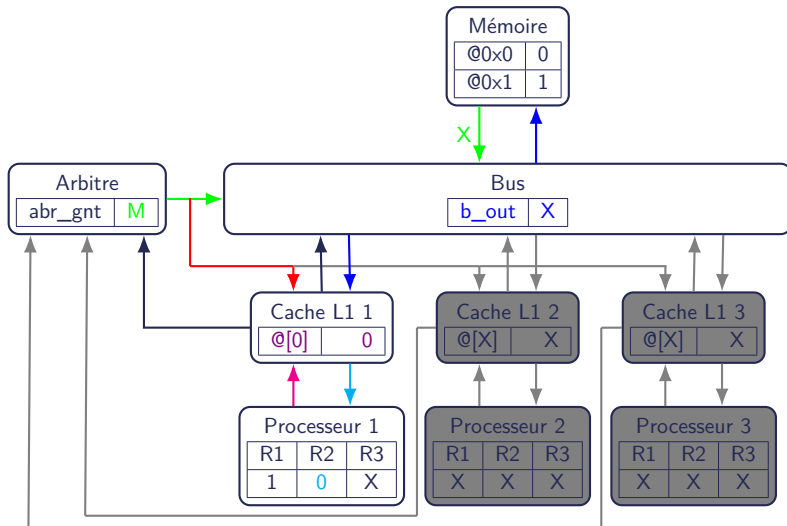 Mémoire
@0x0 0
@0x1 1
X
Arbitre
abr_gnt M
Bus
b_out X
Cache L1 1
@[0] 0
Cache L1 2
@[X] X
Cache L1 3
@[X] X
Processeur 1
R1 R2 R3
1 0 X
Processeur 2
R1 R2 R3
X X X
Processeur 3
R1 R2 R3
X X X